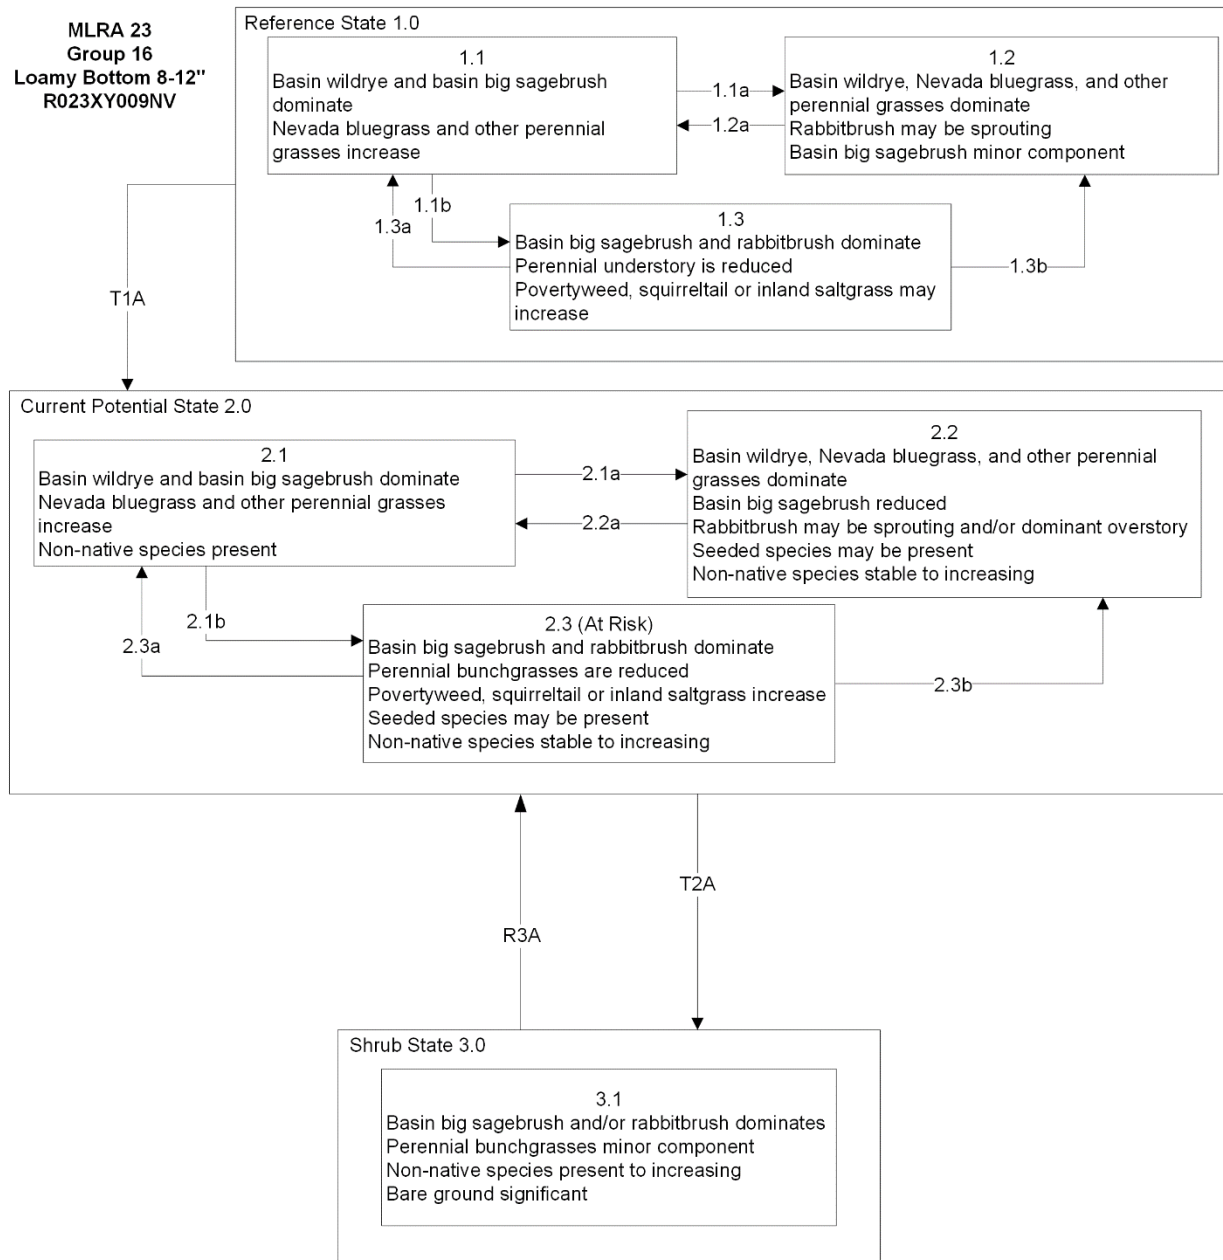 MLRA 23
Group 16
Loamy Bottom 8-12"
R023XY009NV
Reference State 1.0
1.1
Basin wildrye and basin big sagebrush
dominate
Nevada bluegrass and other perennial
grasses increase
1.1a
1.2a
1.2
Basin wildrye, Nevada bluegrass, and other
perennial grasses dominate
Rabbitbrush may be sprouting
Basin big sagebrush minor component
1.3a
1.1b
1.3
Basin big sagebrush and rabbitbrush dominate
Perennial understory is reduced
Povertyweed, squirreltail or inland saltgrass may
increase
1.3b
T1A
Current Potential State 2.0
2.1
Basin wildrye and basin big sagebrush dominate
Nevada bluegrass and other perennial grasses
increase
Non-native species present
2.1a
2.2a
2.2
Basin wildrye, Nevada bluegrass, and other perennial
grasses dominate
Basin big sagebrush reduced
Rabbitbrush may be sprouting and/or dominant overstory
Seeded species may be present
Non-native species stable to increasing
2.3a
2.1b
2.3 (At Risk)
Basin big sagebrush and rabbitbrush dominate
Perennial bunchgrasses are reduced
Povertyweed, squirreltail or inland saltgrass increase
Seeded species may be present
Non-native species stable to increasing
2.3b
R3A
T2A
Shrub State 3.0
3.1
Basin big sagebrush and/or rabbitbrush dominates
Perennial bunchgrasses minor component
Non-native species present to increasing
Bare ground significant